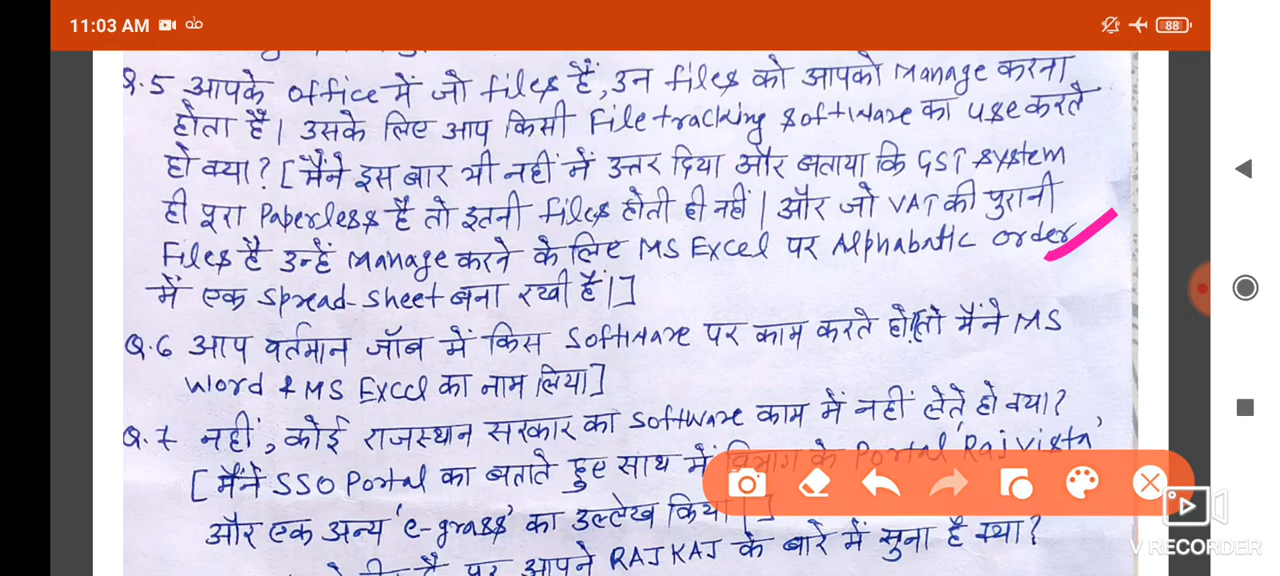 11:03 AM
88
Q.5 आपके office में जो files हैं, उन files को आपको Manage करना
होता है। उसके लिए आप किसी File tracking software का use करते
हो क्या? [मैंने इस बार भी नहीं में उत्तर दिया और बताया कि GST system
ही पूरा Paperless है तो इतनी files होती ही नहीं। और जो VAT की पुरानी
Files है उन्हें Manage करने के लिए MS Excel पर Alphabatic order
में एक spread-sheet बना रखी है।]
Q.6 आप वर्तमान जॉब में किस software पर काम करते हो[तो मैंने MS
Word & MS Excel का नाम लिया]
Q.7 नहीं, कोई राजस्थान सरकार का software काम में नहीं लेते हो क्या?
[मैंने SSO Portal का बताते हुए साथ में विभाग के Portal 'Rajvista'
और एक अन्य 'e-grass' का उल्लेख किया।]
है पर आपने RAJKAJ के बारे में सुना है क्या?
V RECORDER